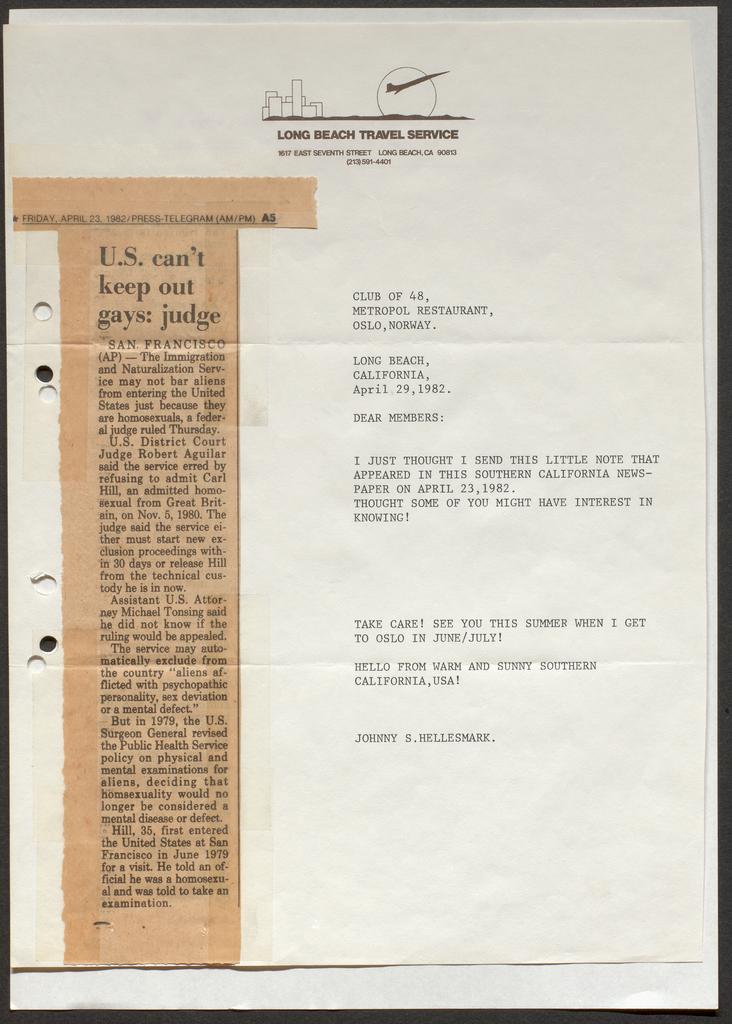 LONG BEACH TRAVEL SERVICE
1617 EAST SEVENTH STREET LONG BEACH, CA 90813
(213) 591-4401
★ FRIDAY, APRIL 23, 1982/PRESS-TELEGRAM (AM/PM) A5
U.S. can't
keep out
gays: judge
SAN FRANCISCO
(AP) — The Immigration
and Naturalization Serv-
ice may not bar aliens
from entering the United
States just because they
are homosexuals, a feder-
al judge ruled Thursday.
U.S. District Court
Judge Robert Aguilar
said the service erred by
refusing to admit Carl
Hill, an admitted homo-
sexual from Great Brit-
ain, on Nov. 5, 1980. The
judge said the service ei-
ther must start new ex-
clusion proceedings with-
in 30 days or release Hill
from the technical cus-
tody he is in now.
Assistant U.S. Attor-
ney Michael Tonsing said
he did not know if the
ruling would be appealed.
The service may auto-
matically exclude from
the country "aliens af-
flicted with psychopathic
personality, sex deviation
or a mental defect."
But in 1979, the U.S.
Surgeon General revised
the Public Health Service
policy on physical and
mental examinations for
aliens, deciding that
homsexuality would no
longer be considered a
mental disease or defect.
Hill, 35, first entered
the United States at San
Francisco in June 1979
for a visit. He told an of-
ficial he was a homosexu-
al and was told to take an
examination.
CLUB OF 48,
METROPOL RESTAURANT,
OSLO,NORWAY.
LONG BEACH,
CALIFORNIA,
April 29,1982.
DEAR MEMBERS:
I JUST THOUGHT I SEND THIS LITTLE NOTE THAT
APPEARED IN THIS SOUTHERN CALIFORNIA NEWS-
PAPER ON APRIL 23,1982.
THOUGHT SOME OF YOU MIGHT HAVE INTEREST IN
KNOWING!
TAKE CARE! SEE YOU THIS SUMMER WHEN I GET
TO OSLO IN JUNE/JULY!
HELLO FROM WARM AND SUNNY SOUTHERN
CALIFORNIA,USA!
JOHNNY S.HELLESMARK.